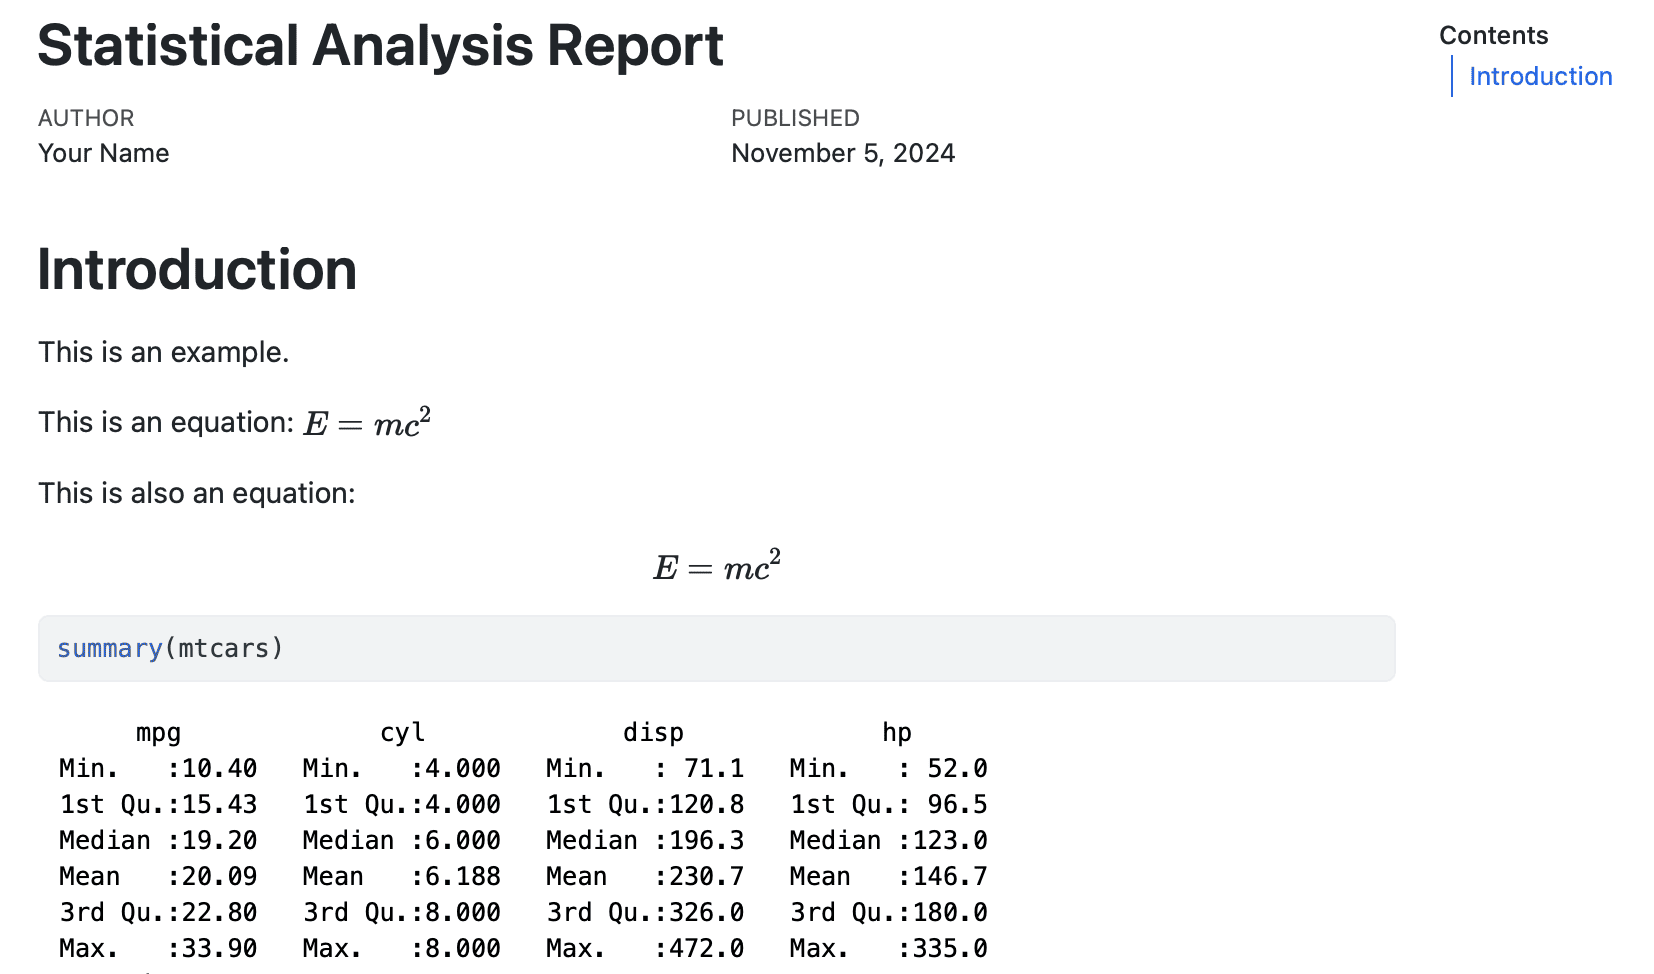 Statistical Analysis Report
Contents
Introduction
AUTHOR
Your Name
PUBLISHED
November 5, 2024
Introduction
This is an example.
This is an equation: E = mc²
This is also an equation:
E = mc²
summary(mtcars)
     mpg             cyl             disp             hp
Min.   :10.40   Min.   :4.000   Min.   : 71.1   Min.   : 52.0
1st Qu.:15.43   1st Qu.:4.000   1st Qu.:120.8   1st Qu.: 96.5
Median :19.20   Median :6.000   Median :196.3   Median :123.0
Mean   :20.09   Mean   :6.188   Mean   :230.7   Mean   :146.7
3rd Qu.:22.80   3rd Qu.:8.000   3rd Qu.:326.0   3rd Qu.:180.0
Max.   :33.90   Max.   :8.000   Max.   :472.0   Max.   :335.0